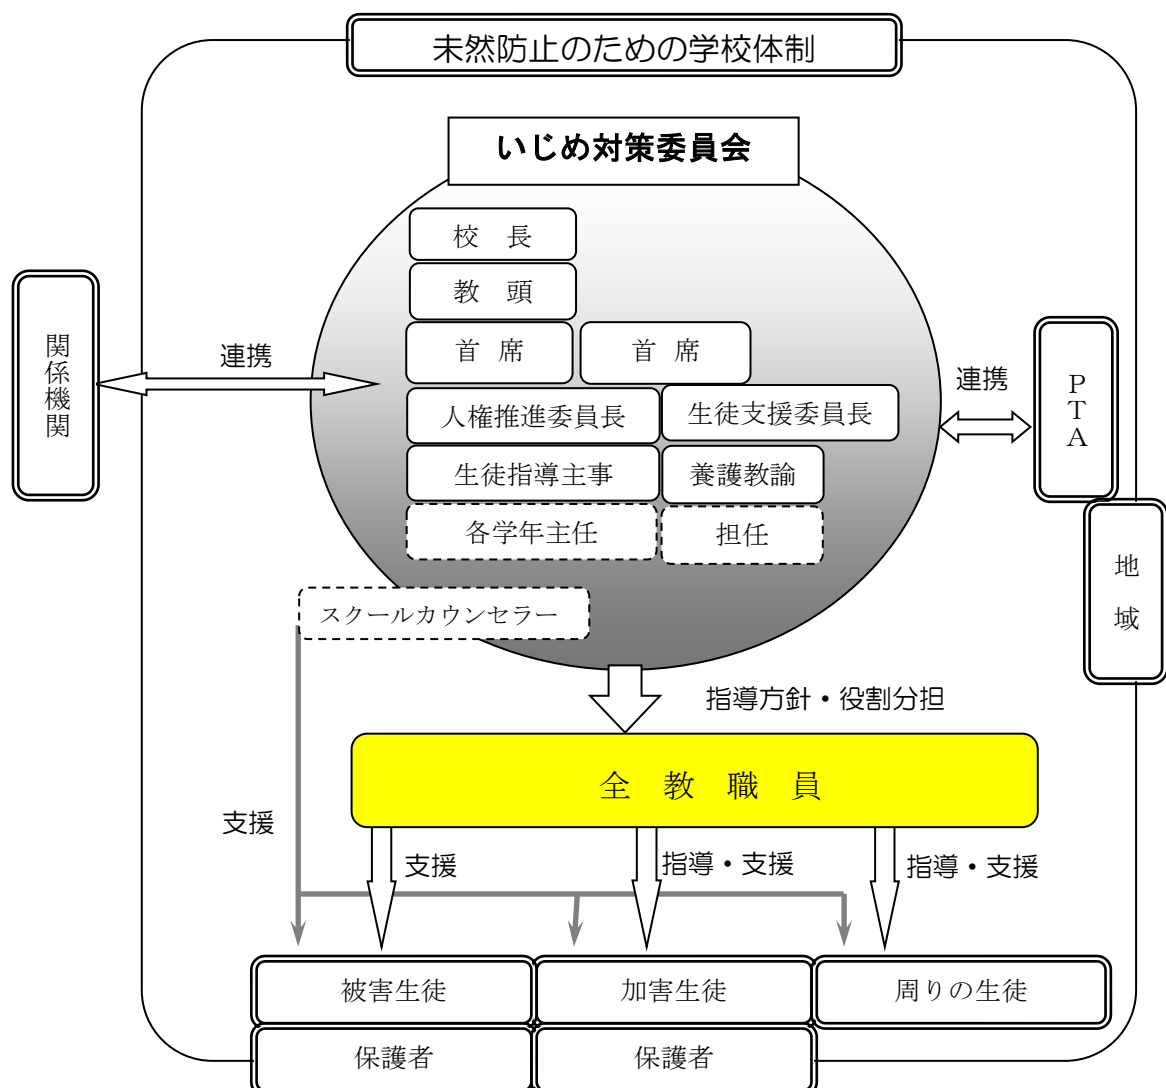 未然防止のための学校体制
いじめ対策委員会
校 長
教 頭
首 席
首 席
人権推進委員長
生徒支援委員長
生徒指導主事
養護教諭
各学年主任
担任
スクールカウンセラー
関係機関
連携
連携
PTA
地域
指導方針・役割分担
全 教 職 員
支援
支援
指導・支援
指導・支援
被害生徒
加害生徒
周りの生徒
保護者
保護者